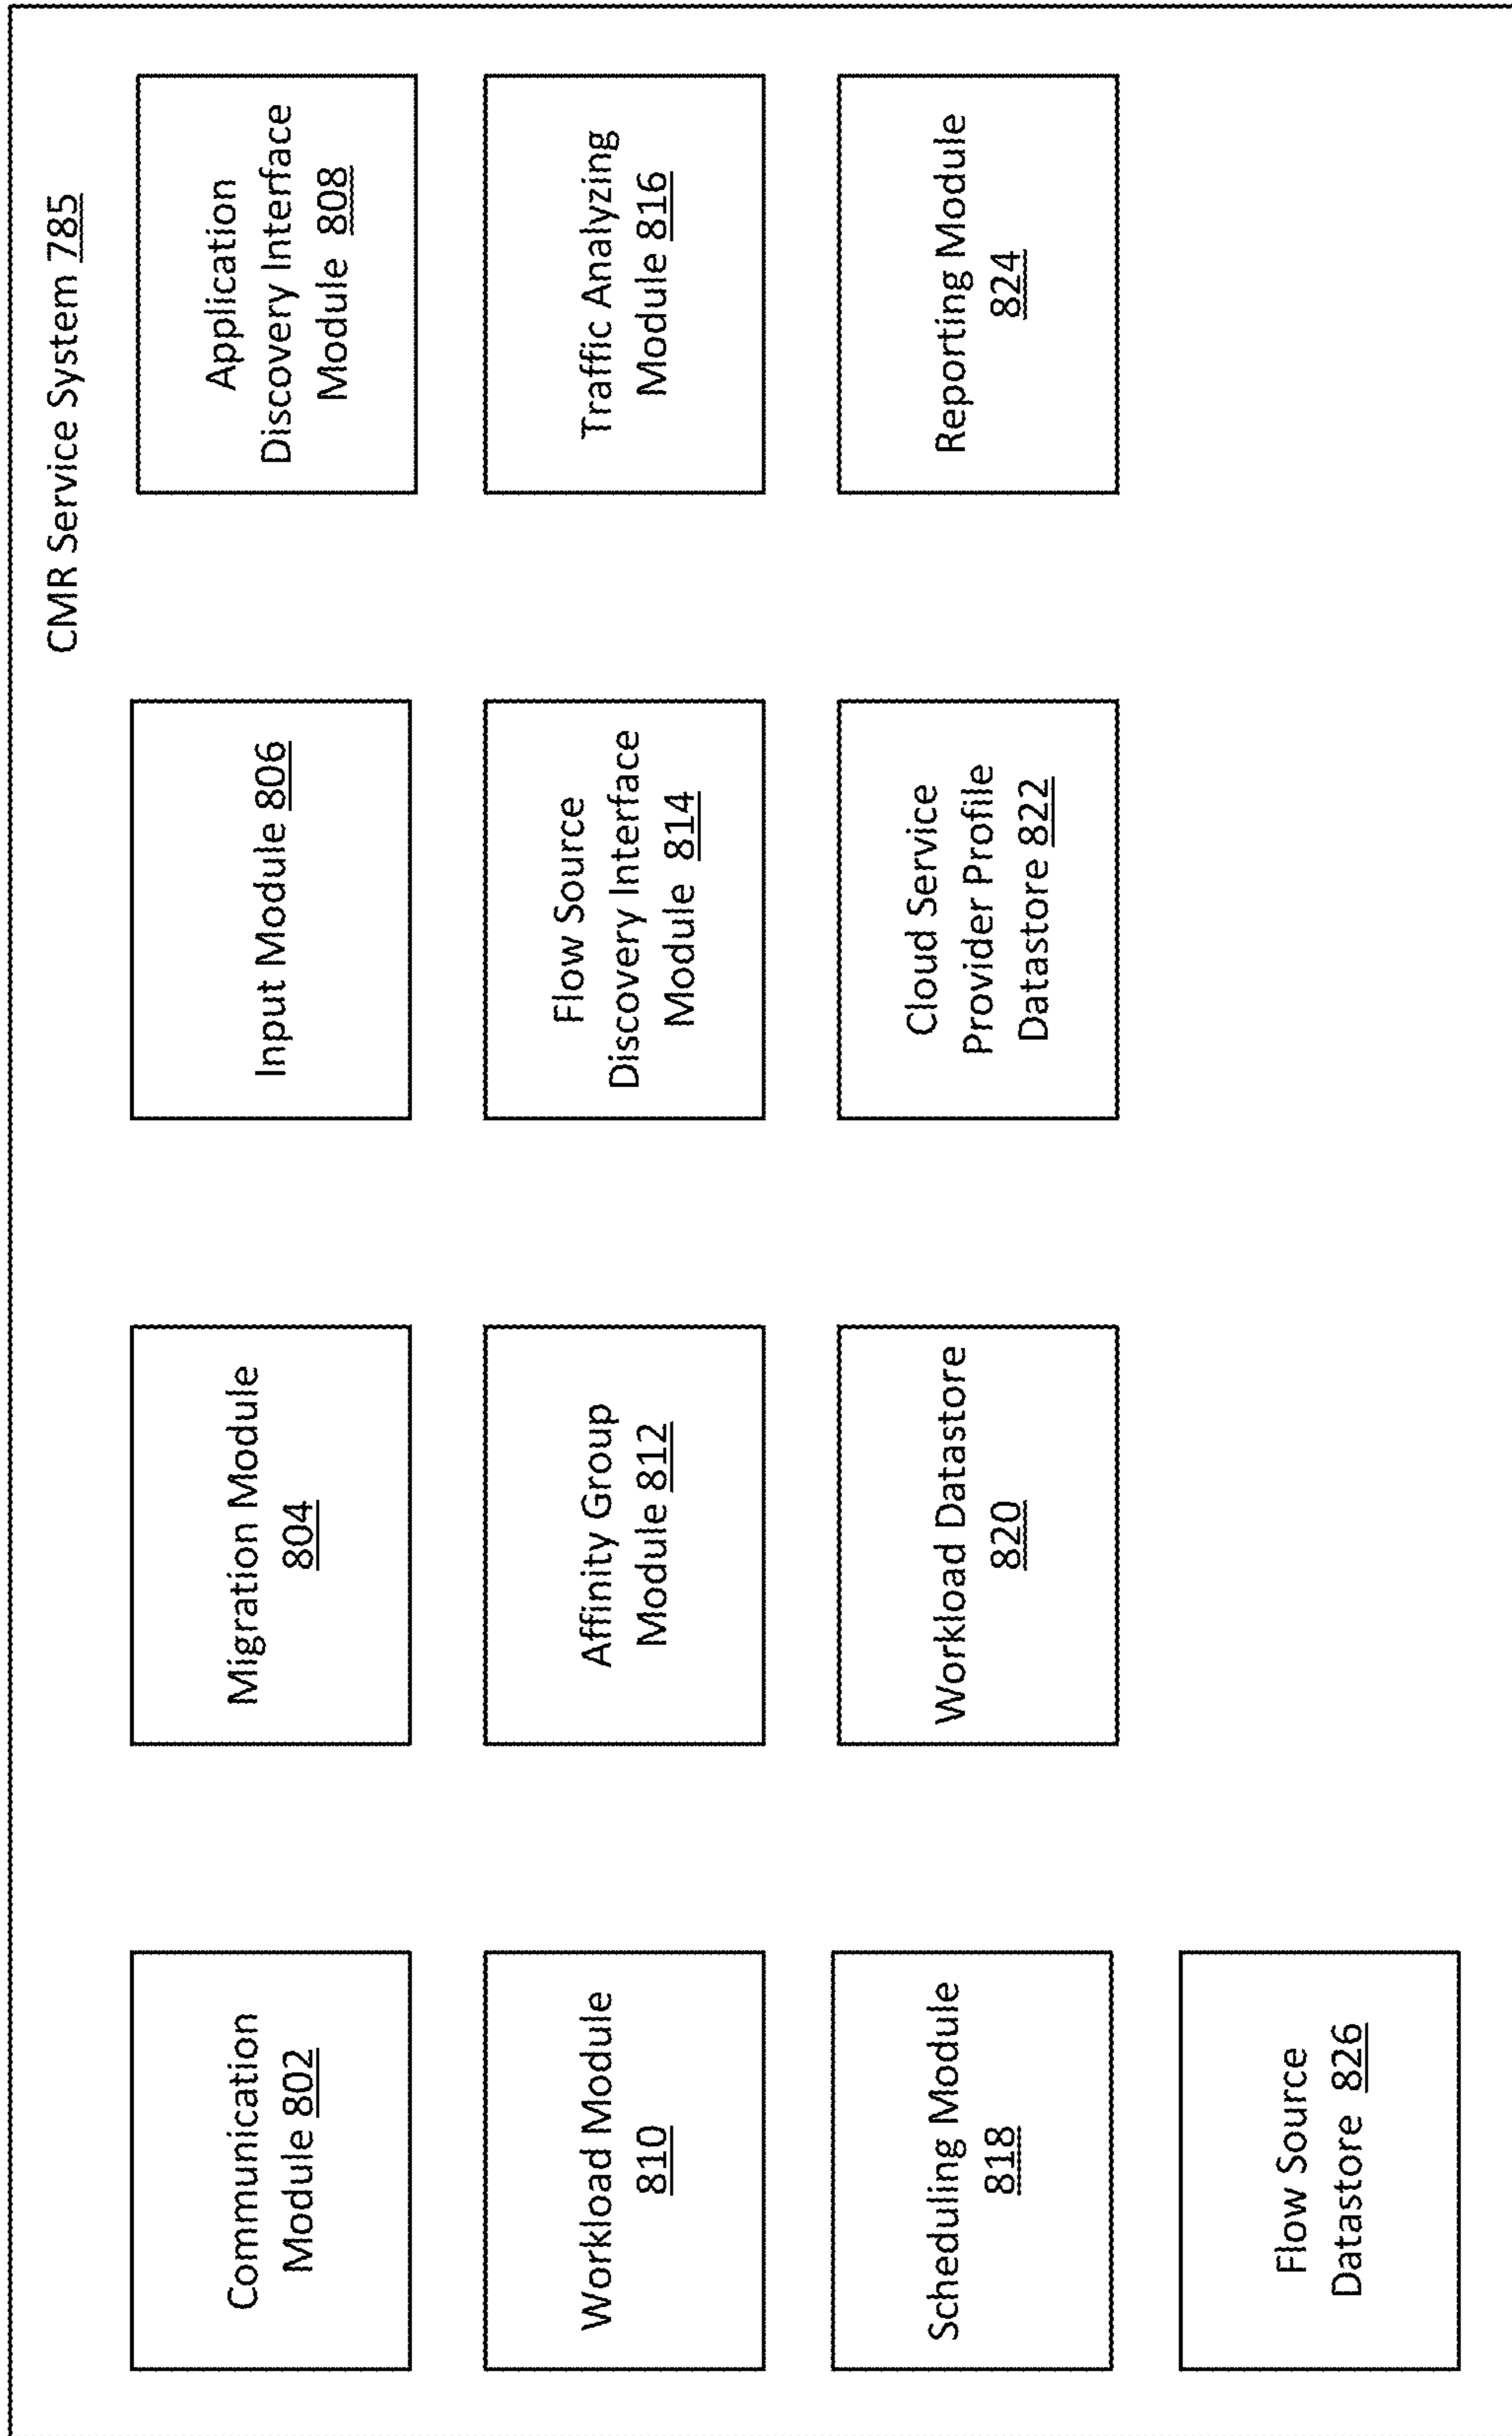 CMR Service System 785
Communication
Module 802
Migration Module
804
Input Module 806
Application
Discovery Interface
Module 808
Workload Module
810
Affinity Group
Module 812
Flow Source
Discovery Interface
Module 814
Traffic Analyzing
Module 816
Scheduling Module
818
Workload Datastore
820
Cloud Service
Provider Profile
Datastore 822
Reporting Module
824
Flow Source
Datastore 826